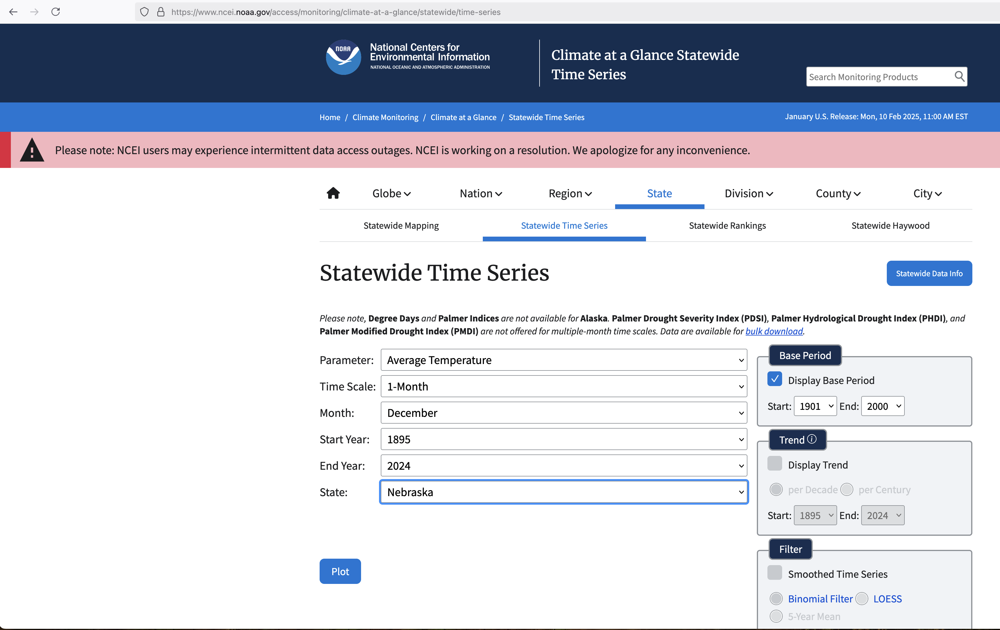 https://www.ncei.noaa.gov/access/monitoring/climate-at-a-glance/statewide/time-series
NOAA
National Centers for
Environmental Information
NATIONAL OCEANIC AND ATMOSPHERIC ADMINISTRATION
Climate at a Glance Statewide
Time Series
Search Monitoring Products
Home / Climate Monitoring / Climate at a Glance / Statewide Time Series
January U.S. Release: Mon, 10 Feb 2025, 11:00 AM EST
Please note: NCEI users may experience intermittent data access outages. NCEI is working on a resolution. We apologize for any inconvenience.
Globe Nation Region State Division County City
Statewide Mapping Statewide Time Series Statewide Rankings Statewide Haywood
Statewide Time Series
Statewide Data Info
Please note, Degree Days and Palmer Indices are not available for Alaska. Palmer Drought Severity Index (PDSI), Palmer Hydrological Drought Index (PHDI), and
Palmer Modified Drought Index (PMDI) are not offered for multiple-month time scales. Data are available for bulk download.
Parameter: Average Temperature
Time Scale: 1-Month
Month: December
Start Year: 1895
End Year: 2024
State: Nebraska
Plot
Base Period
Display Base Period
Start: 1901 End: 2000
Trend
Display Trend
per Decade per Century
Start: 1895 End: 2024
Filter
Smoothed Time Series
Binomial Filter LOESS
5-Year Mean